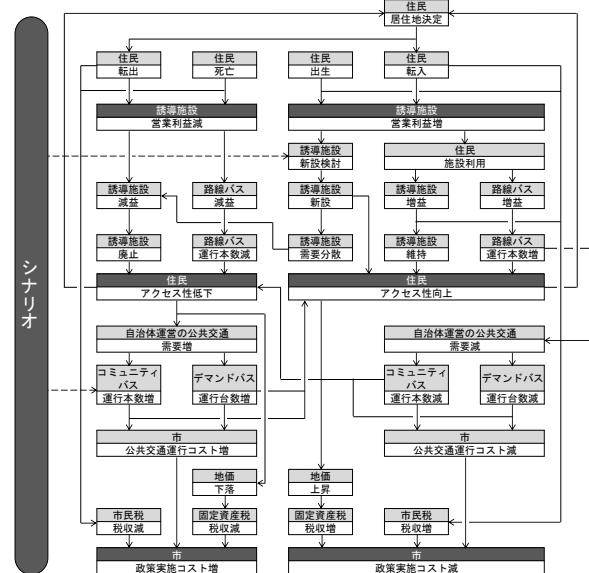 住民
居住地決定
住民
転出
住民
死亡
住民
出生
住民
転入
誘導施設
営業利益減
誘導施設
営業利益増
誘導施設
新設検討
住民
施設利用
誘導施設
減益
路線バス
減益
誘導施設
新設
誘導施設
増益
路線バス
増益
誘導施設
廃止
路線バス
運行本数減
誘導施設
需要分散
誘導施設
維持
路線バス
運行本数増
シナリオ
住民
アクセス性低下
住民
アクセス性向上
自治体運営の公共交通
需要増
自治体運営の公共交通
需要減
コミュニティ
バス
運行本数増
デマンドバス
運行台数増
コミュニティ
バス
運行本数減
デマンドバス
運行台数減
市
公共交通運行コスト増
市
公共交通運行コスト減
地価
下落
地価
上昇
市民税
税収減
固定資産税
税収減
固定資産税
税収増
市民税
税収増
市
政策実施コスト増
市
政策実施コスト減